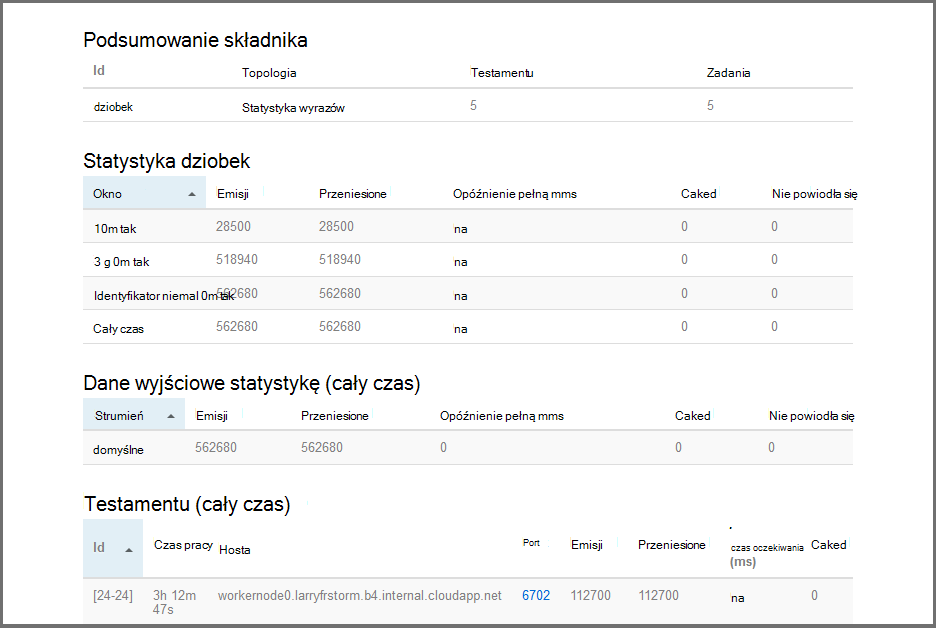 Podsumowanie składnika
Id Topologia Testamentu Zadania
dziobek Statystyka wyrazów 5 5
Statystyka dziobek
Okno Emisji Przeniesione Opóźnienie pełną mms Caked Nie powiodła się
10m tak 28500 28500 na 0 0
3 g 0m tak 518940 518940 na 0 0
Identyfikator niemal 0m tak 562680 562680 na 0 0
Cały czas 562680 562680 na 0 0
Dane wyjściowe statystykę (cały czas)
Strumień Emisji Przeniesione Opóźnienie pełną mms Caked Nie powiodła się
domyślne 562680 562680 0 0 0
Testamentu (cały czas)
Id Czas pracy Hosta Port Emisji Przeniesione czas oczekiwania Caked
(ms)
[24-24] 3h 12m workernode0.larryfrstorm.b4.internal.cloudapp.net 6702 112700 112700 na 0
47s